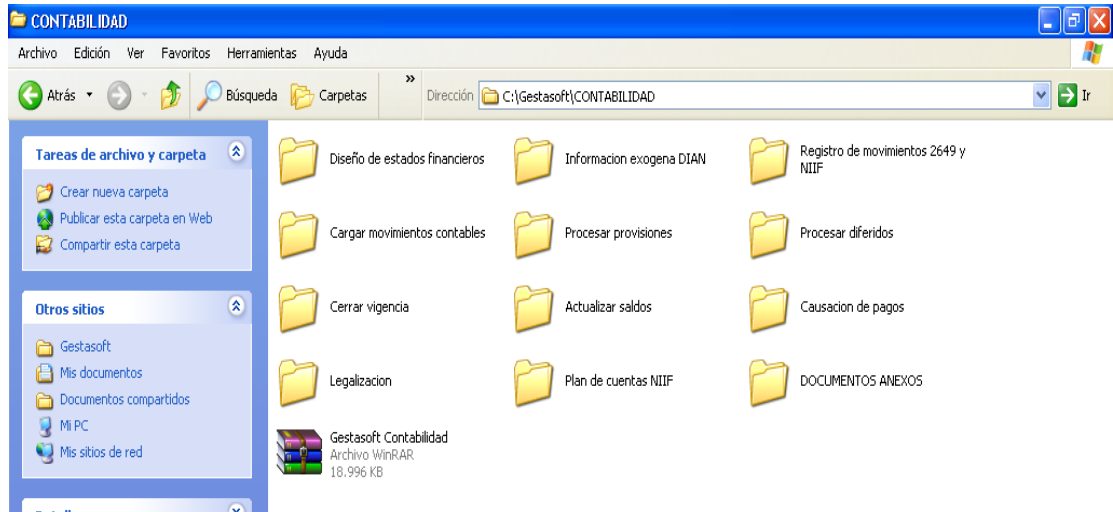 CONTABILIDAD
Archivo Edición Ver Favoritos Herramientas Ayuda
Atrás Búsqueda Carpetas » Dirección C:\Gestasoft\CONTABILIDAD Ir
Tareas de archivo y carpeta
Crear nueva carpeta
Publicar esta carpeta en Web
Compartir esta carpeta
Otros sitios
Gestasoft
Mis documentos
Documentos compartidos
Mi PC
Mis sitios de red
Diseño de estados financieros
Informacion exogena DIAN
Registro de movimientos 2649 y
NIIF
Cargar movimientos contables
Procesar provisiones
Procesar diferidos
Cerrar vigencia
Actualizar saldos
Causacion de pagos
Legalizacion
Plan de cuentas NIIF
DOCUMENTOS ANEXOS
Gestasoft Contabilidad
Archivo WinRAR
18.996 KB